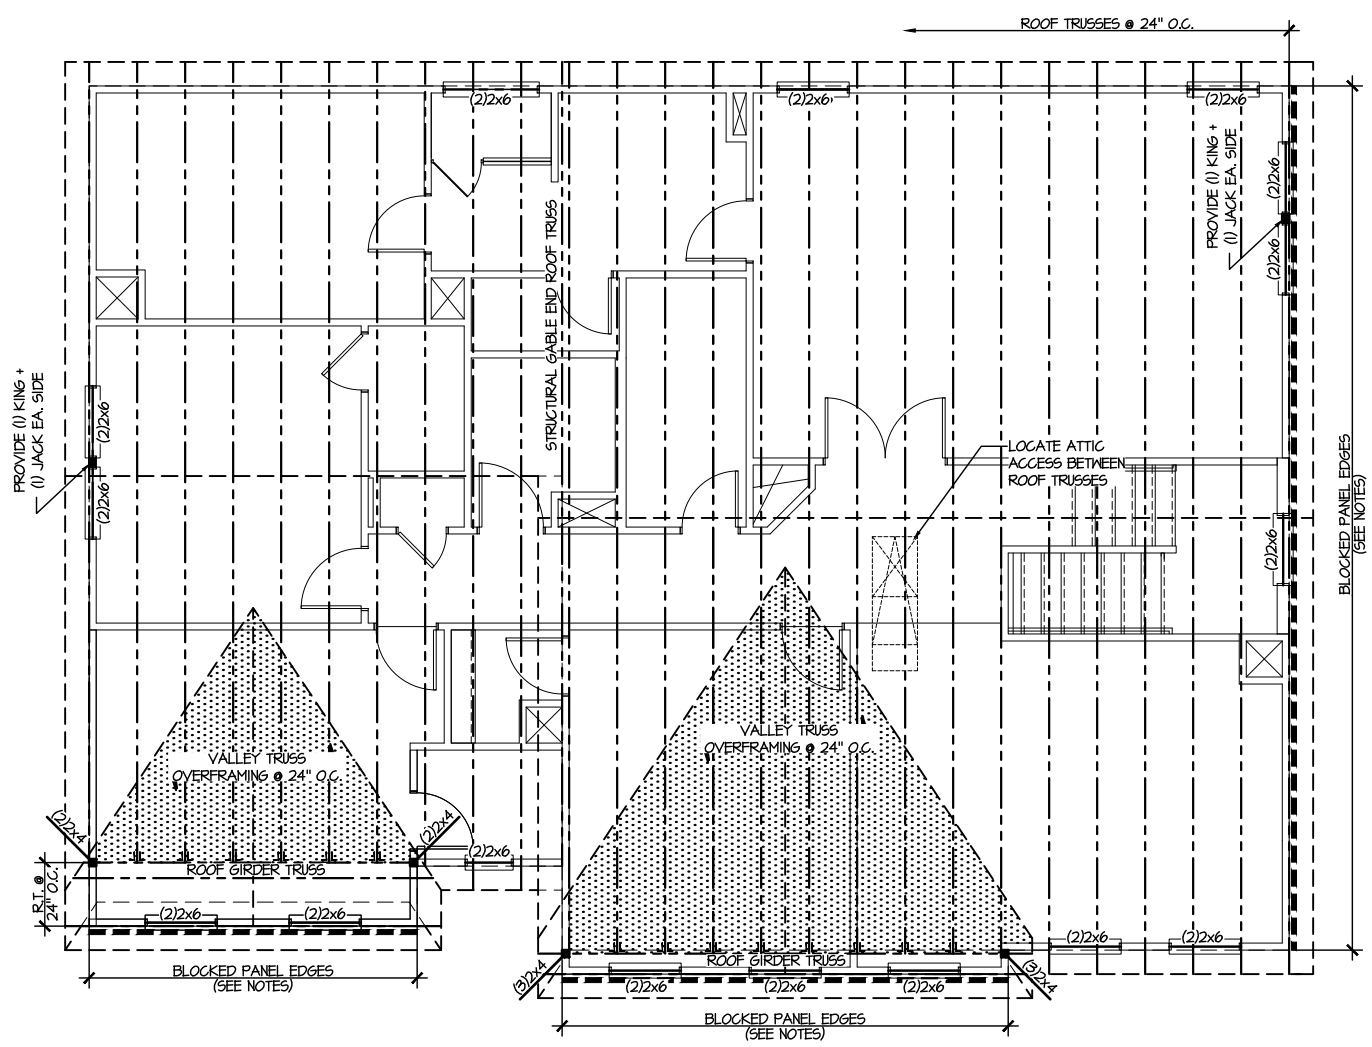 ROOF TRUSSES @ 24" O.C.
(2)2x6
(2)2x6
(2)2x6
PROVIDE (1) KING +
(1) JACK EA. SIDE
(2)2x6
(2)2x6
STRUCTURAL GABLE END ROOF TRUSS
PROVIDE (1) KING +
(1) JACK EA. SIDE
(2)2x6
(2)2x6
LOCATE ATTIC
ACCESS BETWEEN
ROOF TRUSSES
(2)2x6
BLOCKED PANEL EDGES
(SEE NOTES)
VALLEY TRUSS
OVERFRAMING @ 24" O.C.
VALLEY TRUSS
OVERFRAMING @ 24" O.C.
(2)2x4
(2)2x4
(2)2x6
ROOF GIRDER TRUSS
R.T. @
24" O.C.
(2)2x6
(2)2x6
(2)2x6
(2)2x6
ROOF GIRDER TRUSS
(3)2x4
(3)2x4
BLOCKED PANEL EDGES
(SEE NOTES)
(2)2x6
(2)2x6
(2)2x6
BLOCKED PANEL EDGES
(SEE NOTES)